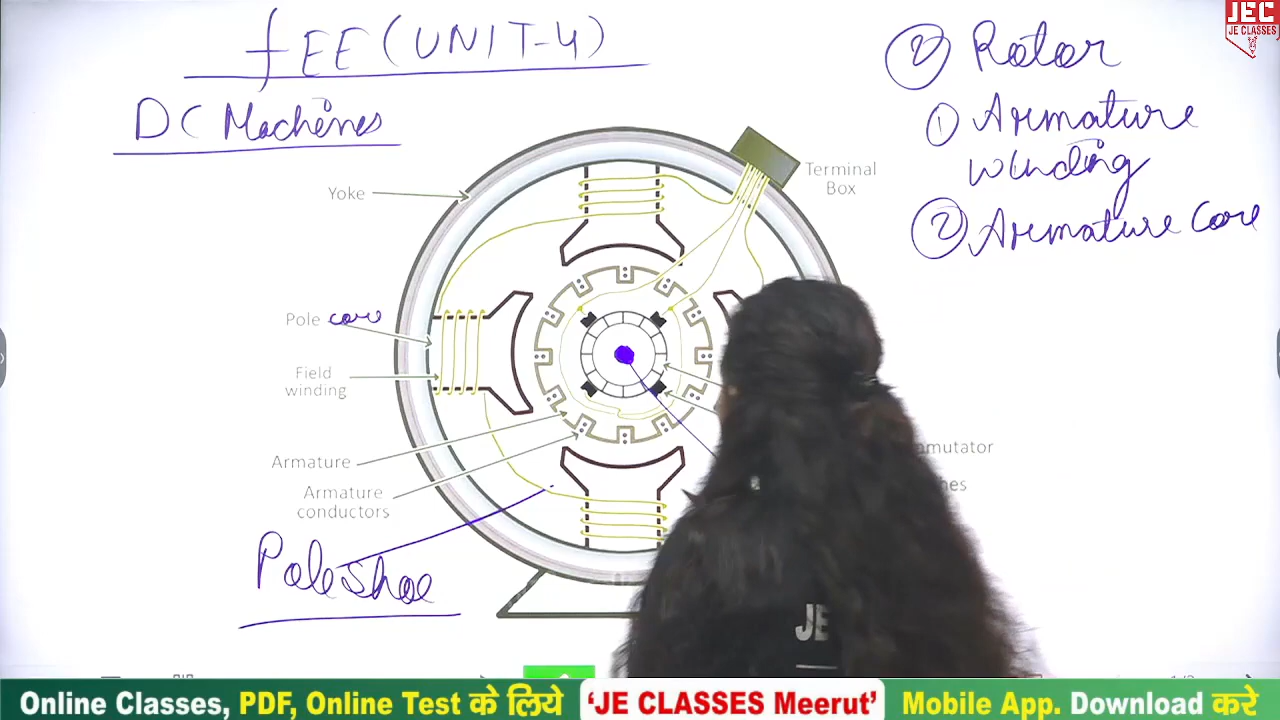 fEE (UNIT-4)
DC Machines
② Rotor
① Armature
winding
② Armature Core
JEC
JE CLASSES
Yoke
Terminal
Box
Pole core
Field
winding
Armature
Armature
conductors
Pole Shoe
JE
Online Classes, PDF, Online Test के लिये 'JE CLASSES Meerut' Mobile App. Download करे